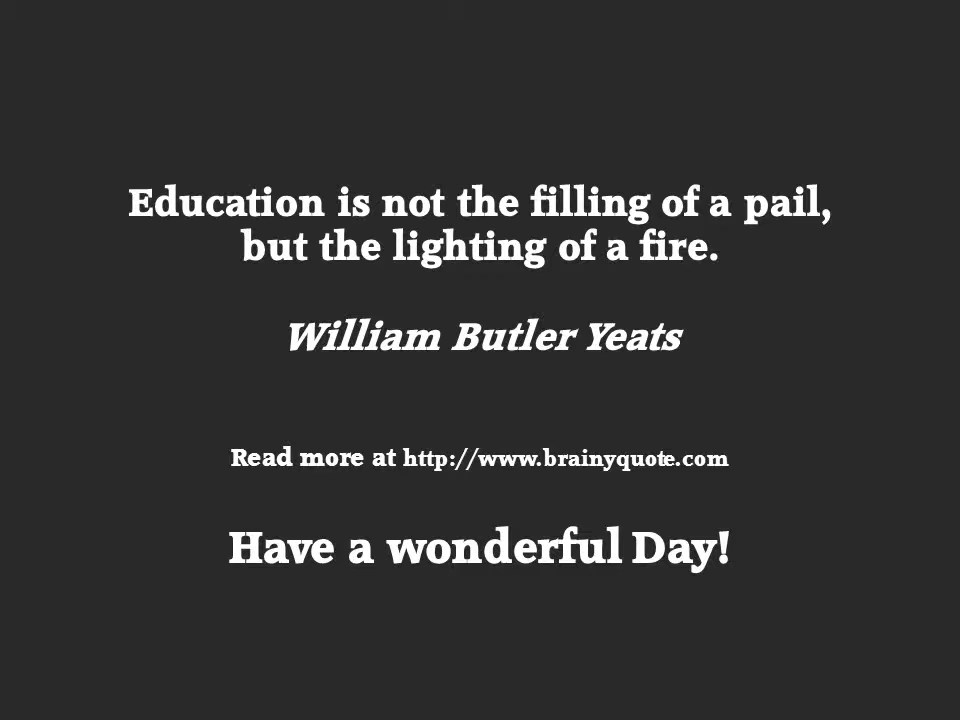 Education is not the filling of a pail,
but the lighting of a fire.
William Butler Yeats
Read more at http://www.brainyquote.com
Have a wonderful Day!